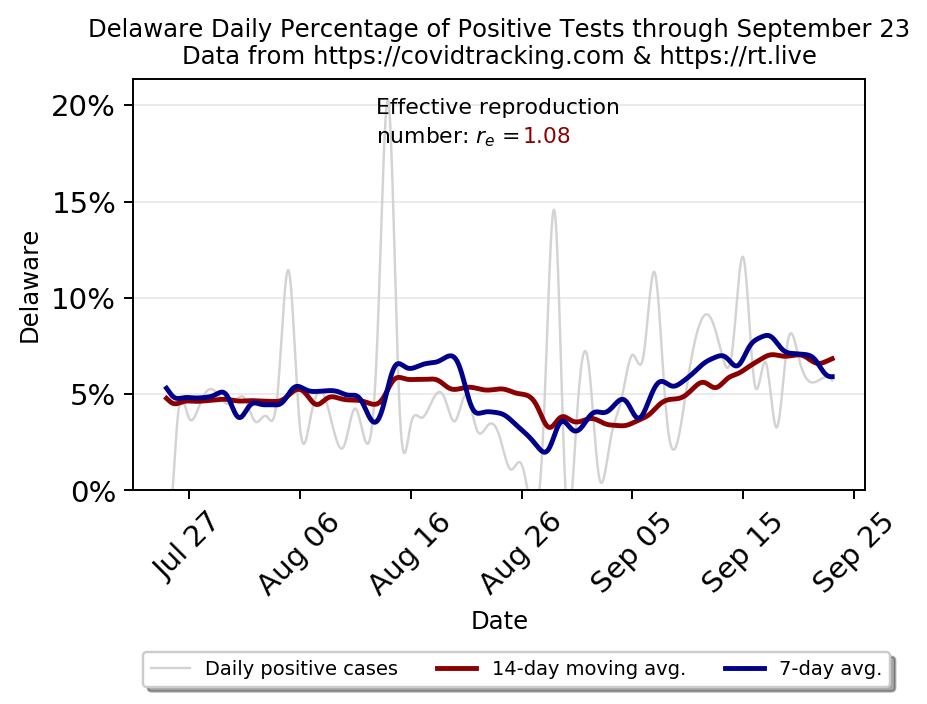 Delaware Daily Percentage of Positive Tests through September 23
Data from https://covidtracking.com & https://rt.live
Effective reproduction
number: rₑ =1.08
20%
15%
10%
5%
0%
Delaware
Jul 27
Aug 06
Aug 16
Aug 26
Sep 05
Sep 15
Sep 25
Date
Daily positive cases
14-day moving avg.
7-day avg.